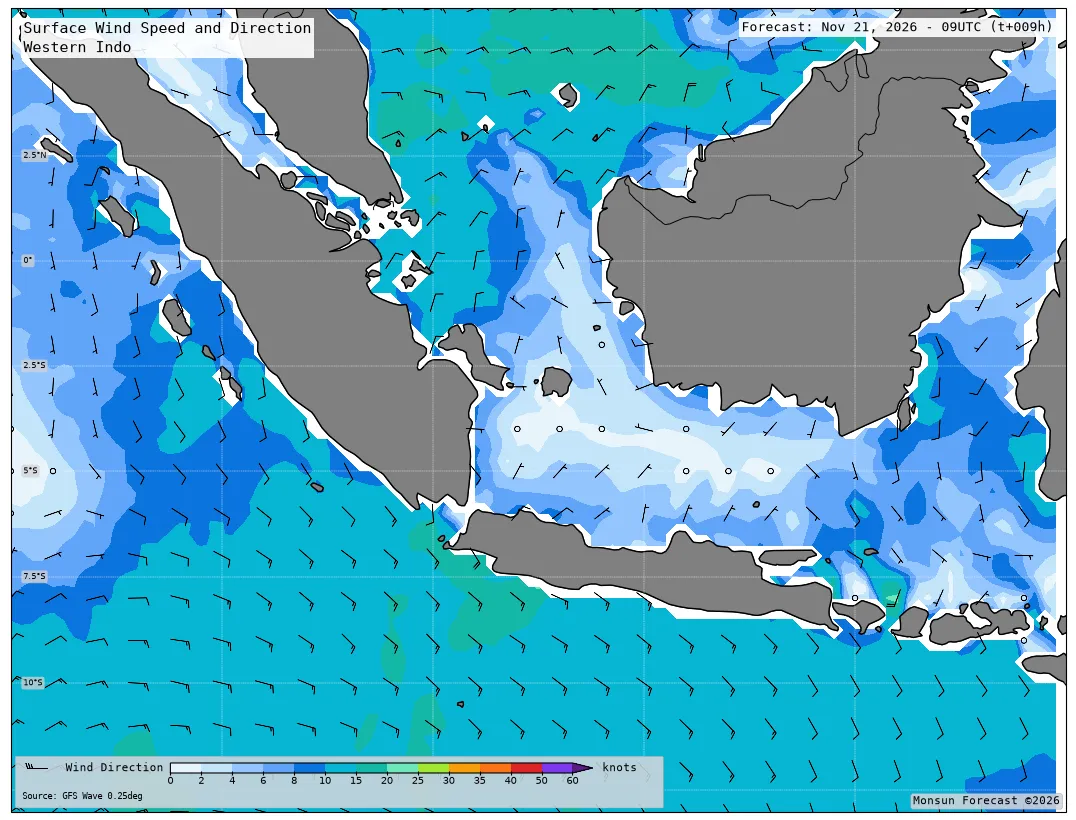 Surface Wind Speed and Direction
Western Indo
Forecast: Nov 21, 2026 - 09UTC (t+009h)
2.5°N
0°
2.5°S
5°S
7.5°S
10°S
Wind Direction
0 2 4 6 8 10 15 20 25 30 35 40 50 60
knots
Source: GFS Wave 0.25deg
Monsun Forecast ©2026